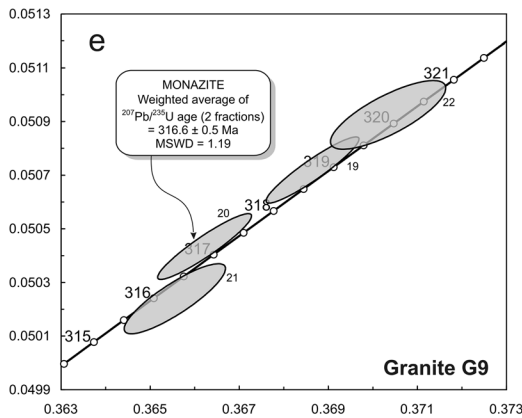 0.0513
e
321
0.0511
MONAZITE
Weighted average of
207Pb/235U age (2 fractions)
= 316.6 ± 0.5 Ma
MSWD = 1.19
22
320
0.0509
319
19
0.0507
318
20
0.0505
317
21
316
0.0503
315
0.0501
Granite G9
0.0499
0.363 0.365 0.367 0.369 0.371 0.373